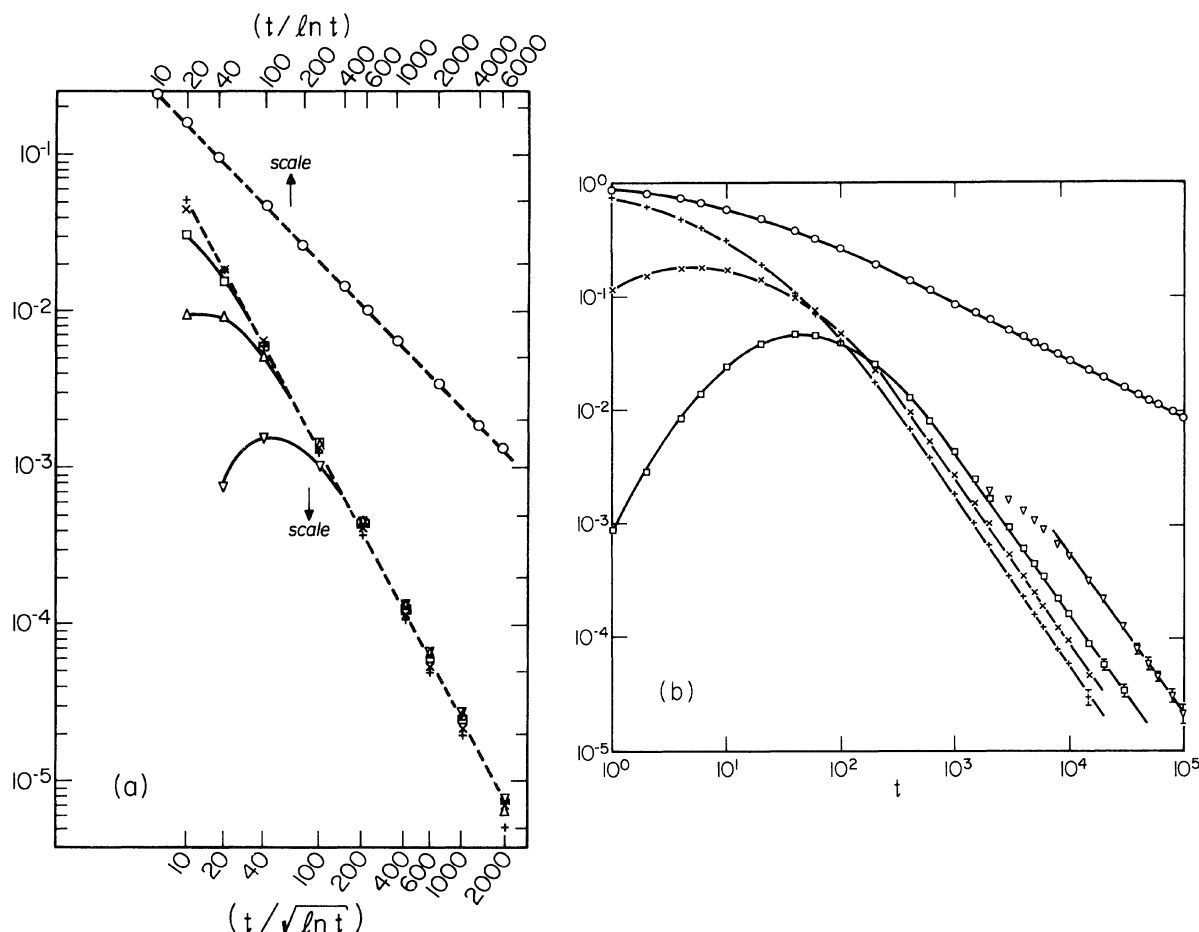 (t/ℓn t)
10 20 40 100 200 400 600 1000 2000 4000 6000
10⁻¹
scale
10⁻²
10⁻³
scale
10⁻⁴
10⁻⁵
(a)
10 20 40 100 200 400 600 1000 2000
(t/√ℓn t)
10⁰
10⁻¹
10⁻²
10⁻³
10⁻⁴
(b)
10⁻⁵
10⁰ 10¹ 10² 10³ 10⁴ 10⁵
t